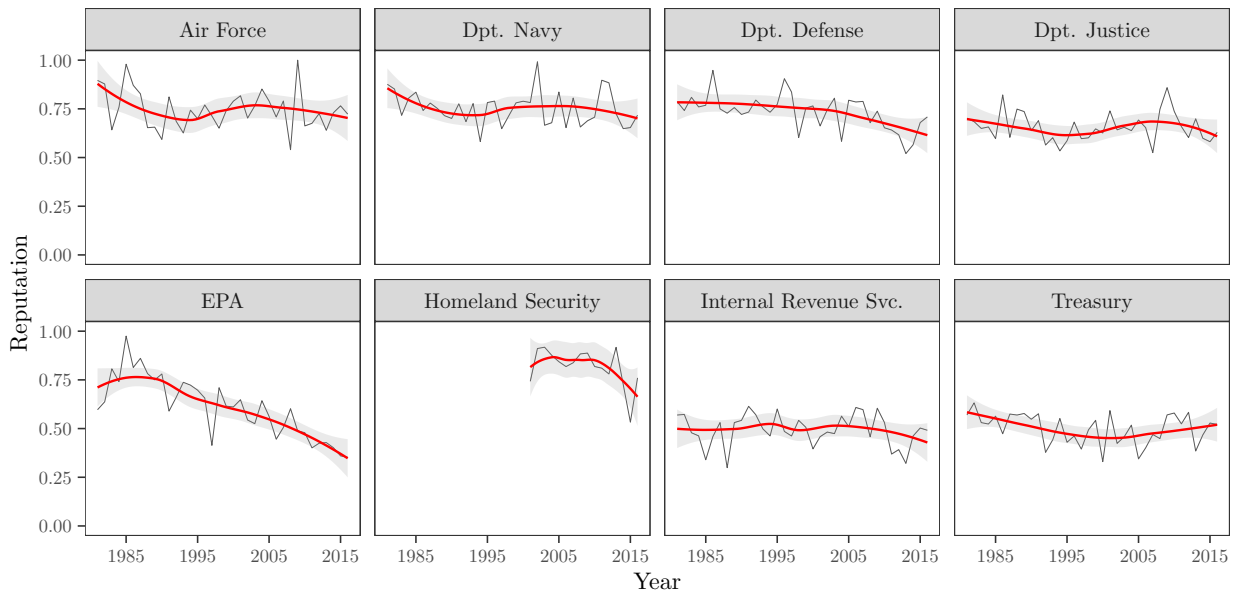 Air Force
Dpt. Navy
Dpt. Defense
Dpt. Justice
1.00
0.75
0.50
0.25
0.00
Reputation
EPA
Homeland Security
Internal Revenue Svc.
Treasury
1.00
0.75
0.50
0.25
0.00
1985 1995 2005 2015
1985 1995 2005 2015
1985 1995 2005 2015
1985 1995 2005 2015
Year